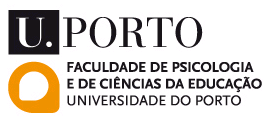 U. PORTO
FACULDADE DE PSICOLOGIA
E DE CIÊNCIAS DA EDUCAÇÃO
UNIVERSIDADE DO PORTO